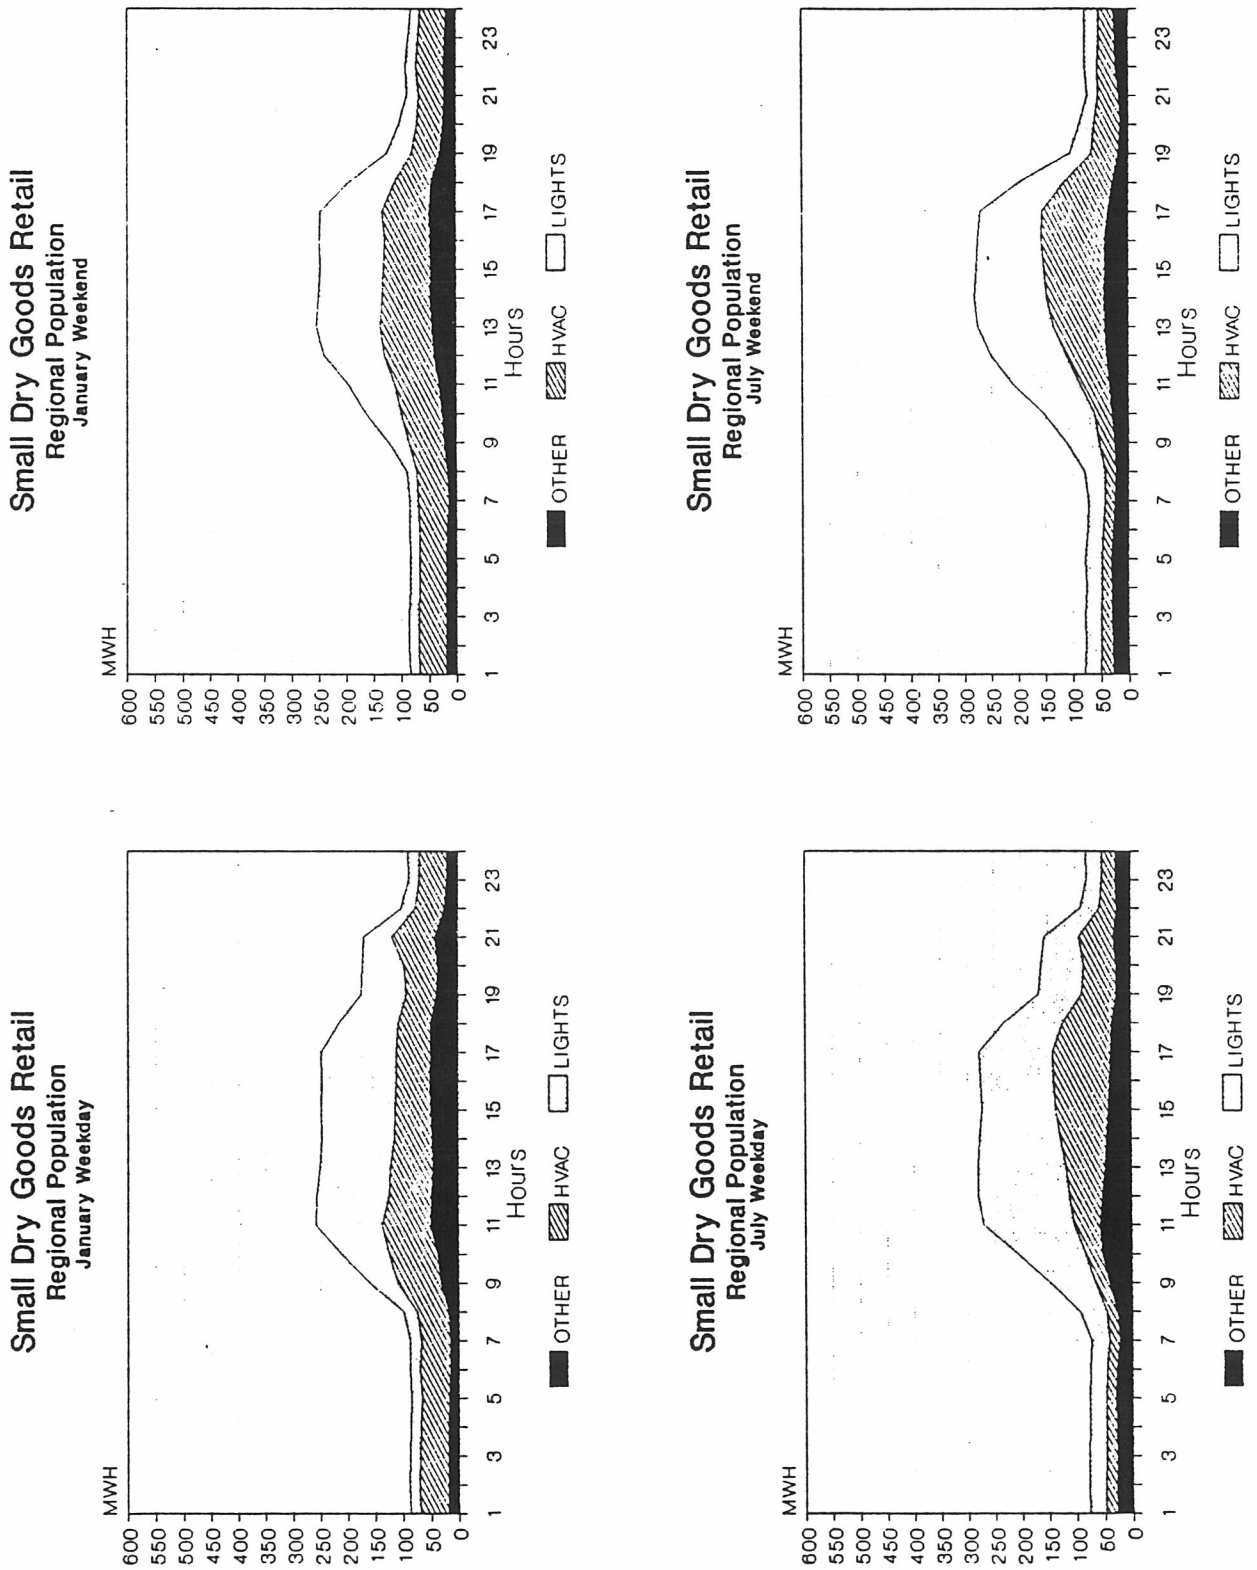 Small Dry Goods Retail
Regional Population
January Weekday
MWH
600
550
500
450
400
350
300
250
200
150
100
50
0
1 3 5 7 9 11 13 15 17 19 21 23
Hours
OTHER HVAC LIGHTS
Small Dry Goods Retail
Regional Population
January Weekend
MWH
600
550
500
450
400
350
300
250
200
150
100
50
0
1 3 5 7 9 11 13 15 17 19 21 23
Hours
OTHER HVAC LIGHTS
Small Dry Goods Retail
Regional Population
July Weekday
MWH
600
550
500
450
400
350
300
250
200
150
100
50
0
1 3 5 7 9 11 13 15 17 19 21 23
Hours
OTHER HVAC LIGHTS
Small Dry Goods Retail
Regional Population
July Weekend
MWH
600
550
500
450
400
350
300
250
200
150
100
50
0
1 3 5 7 9 11 13 15 17 19 21 23
Hours
OTHER HVAC LIGHTS